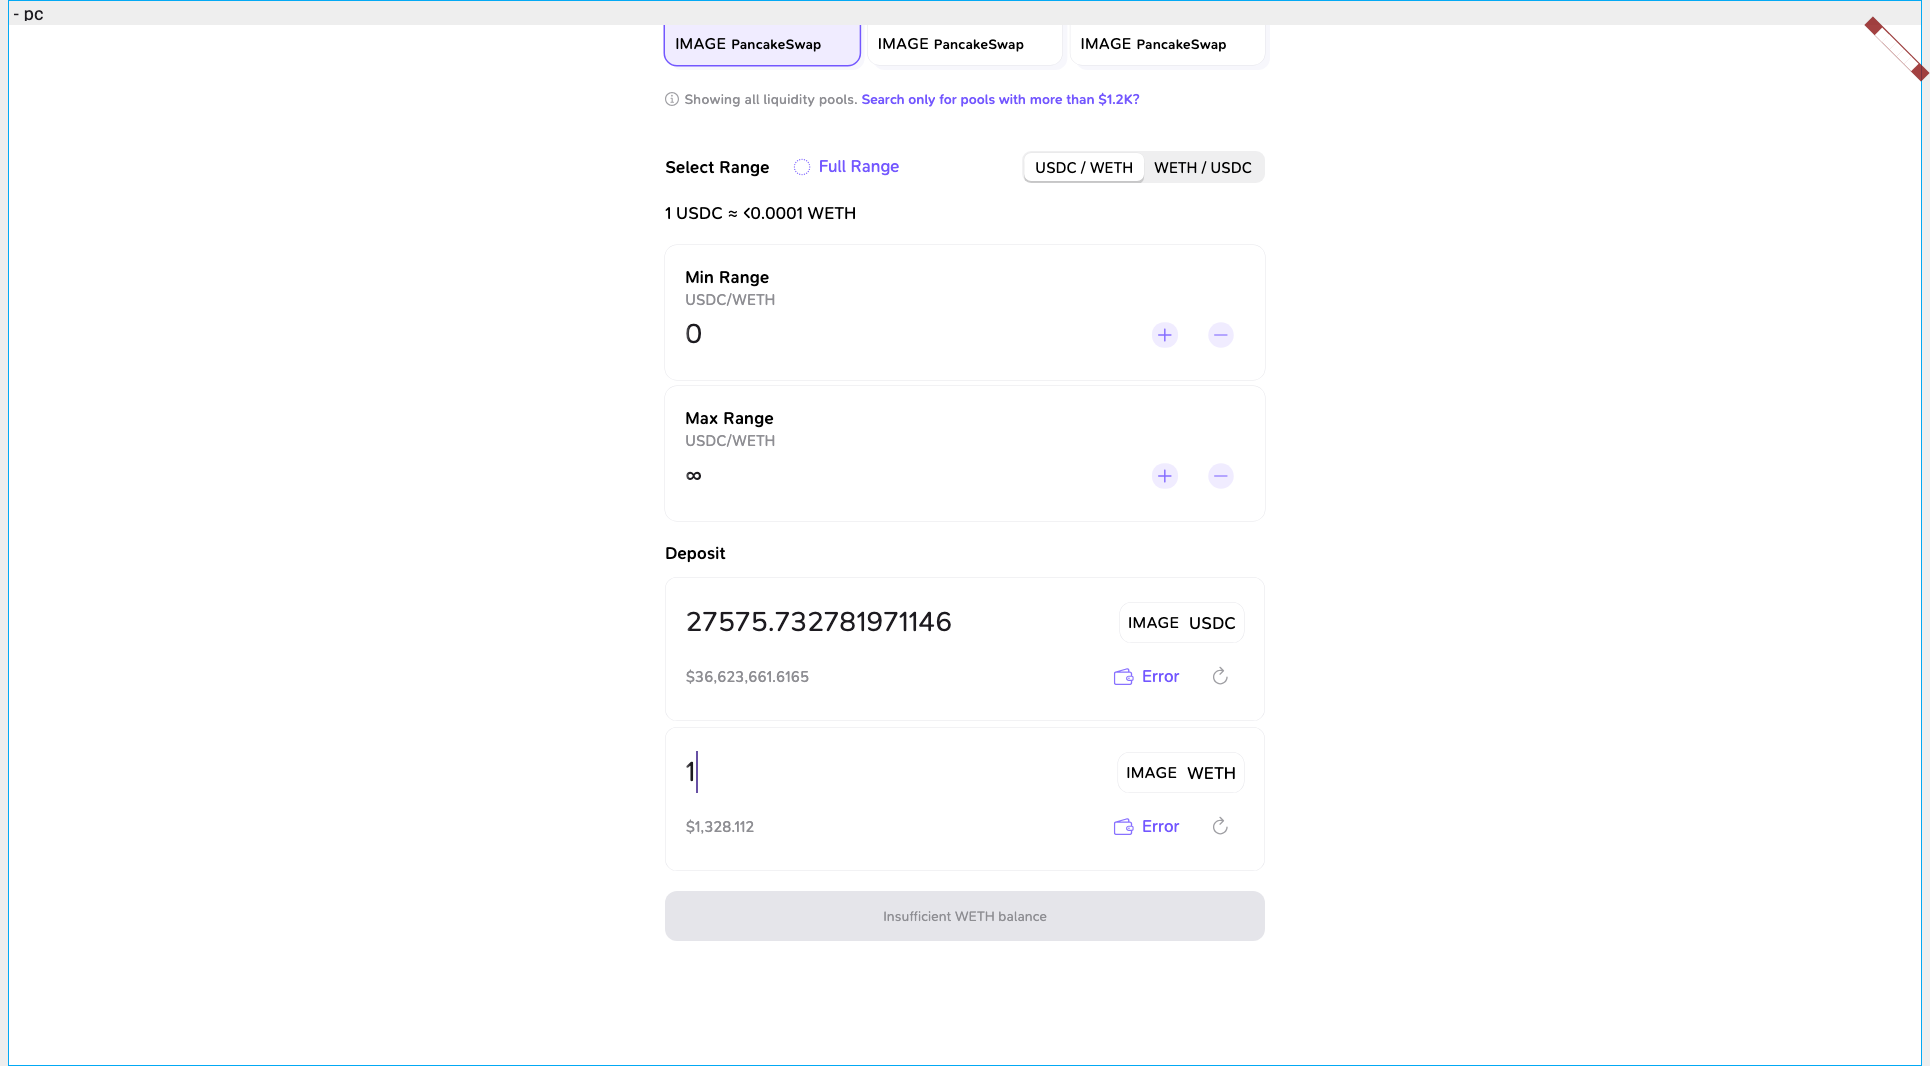 - pc
IMAGE PancakeSwap
IMAGE PancakeSwap
IMAGE PancakeSwap
Showing all liquidity pools. Search only for pools with more than $1.2K?
Select Range
Full Range
USDC / WETH
WETH / USDC
1 USDC ≈ <0.0001 WETH
Min Range
USDC/WETH
0
Max Range
USDC/WETH
∞
Deposit
27575.732781971146
IMAGE USDC
$36,623,661.6165
Error
1
IMAGE WETH
$1,328.112
Error
Insufficient WETH balance